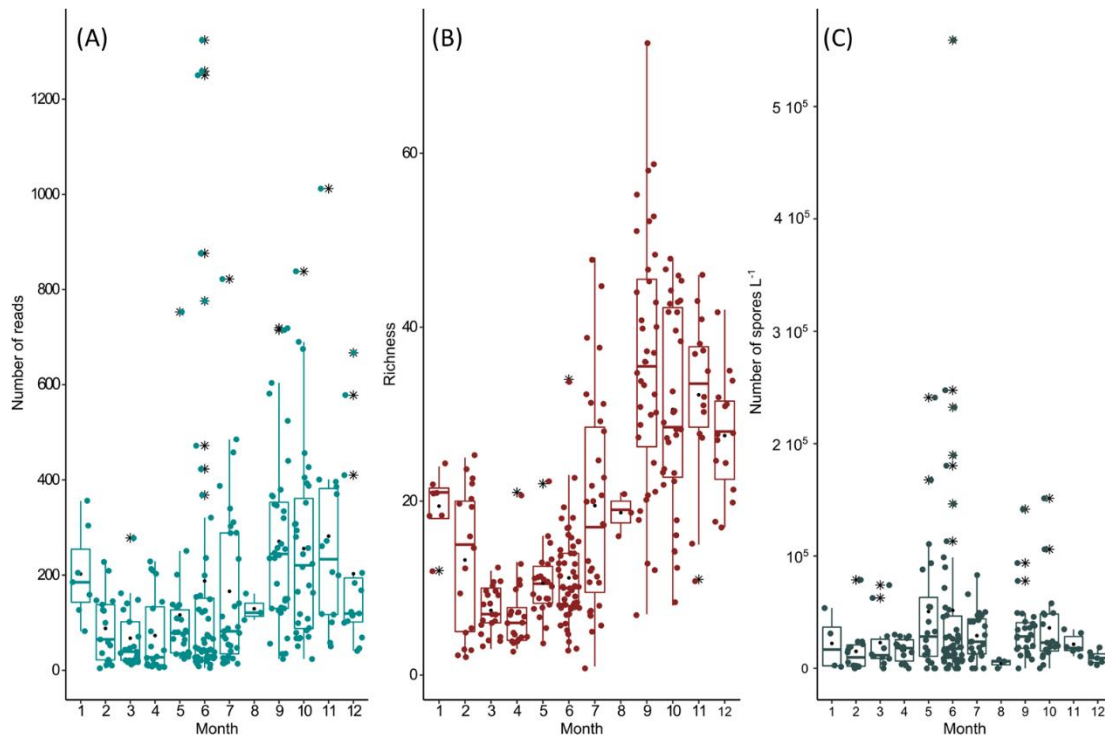 (A)
Number of reads
1200
1000
800
600
400
200
0
1 2 3 4 5 6 7 8 9 10 11 12
Month
(B)
Richness
60
40
20
0
1 2 3 4 5 6 7 8 9 10 11 12
Month
(C)
Number of spores L⁻¹
5 10⁵
4 10⁵
3 10⁵
2 10⁵
10⁵
0
1 2 3 4 5 6 7 8 9 10 11 12
Month